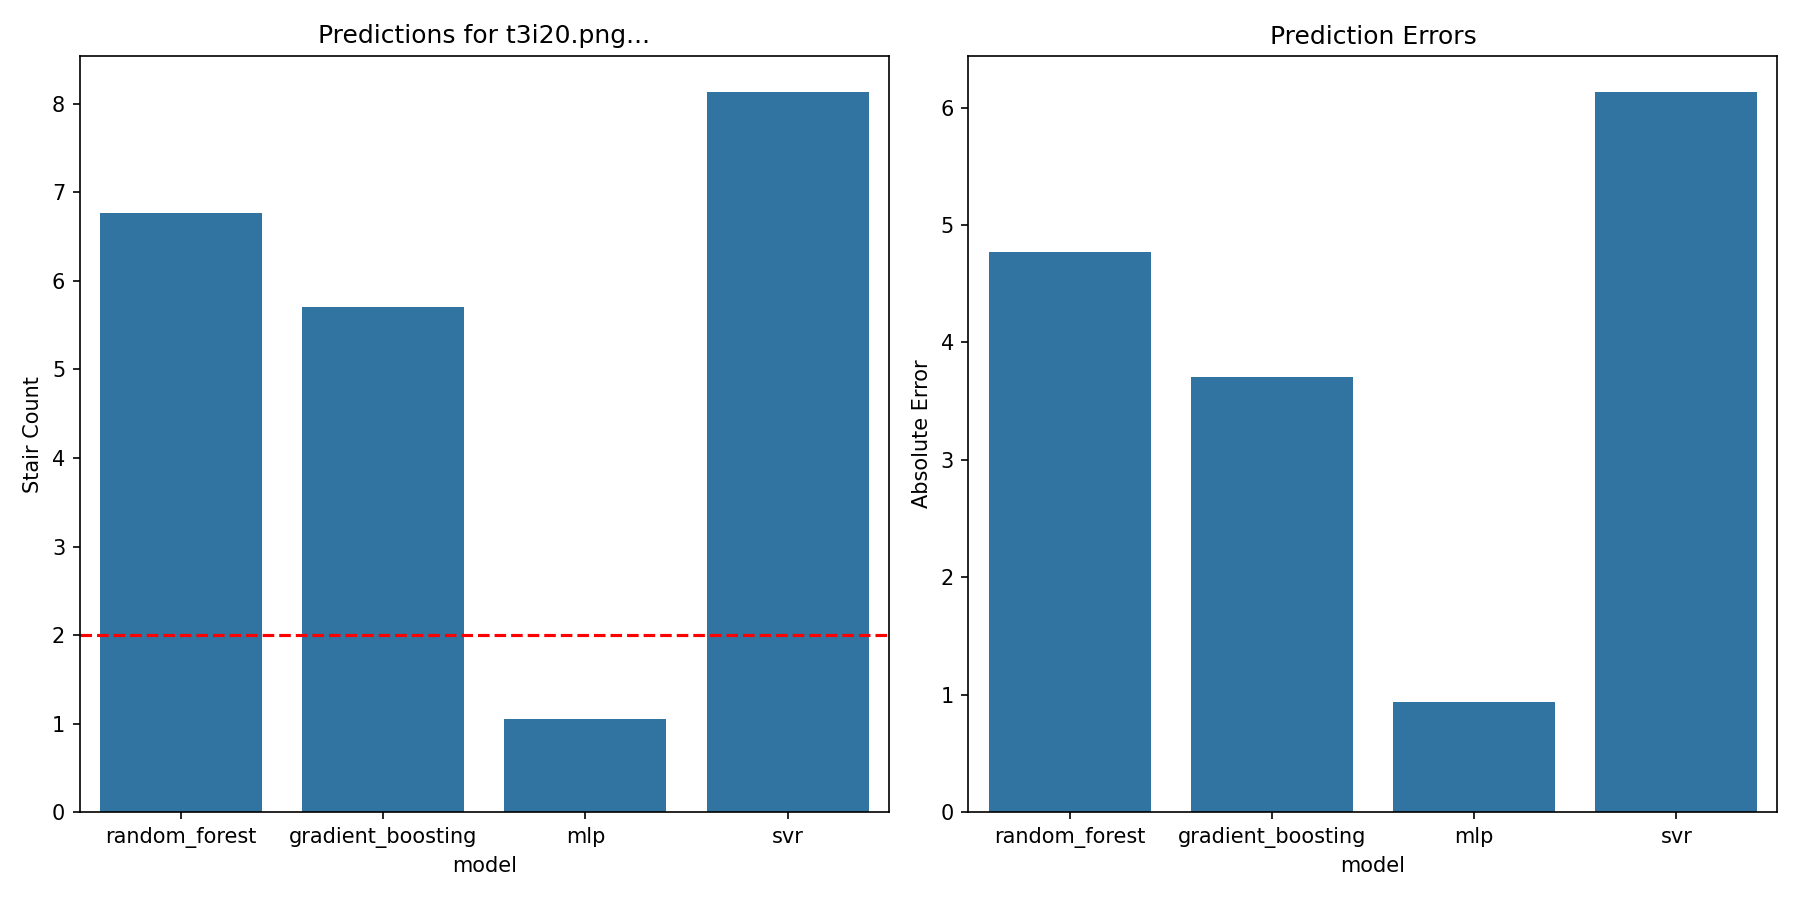 Predictions for t3i20.png...
Stair Count
8
7
6
5
4
3
2
1
0
random_forest gradient_boosting mlp svr
model
Prediction Errors
Absolute Error
6
5
4
3
2
1
0
random_forest gradient_boosting mlp svr
model